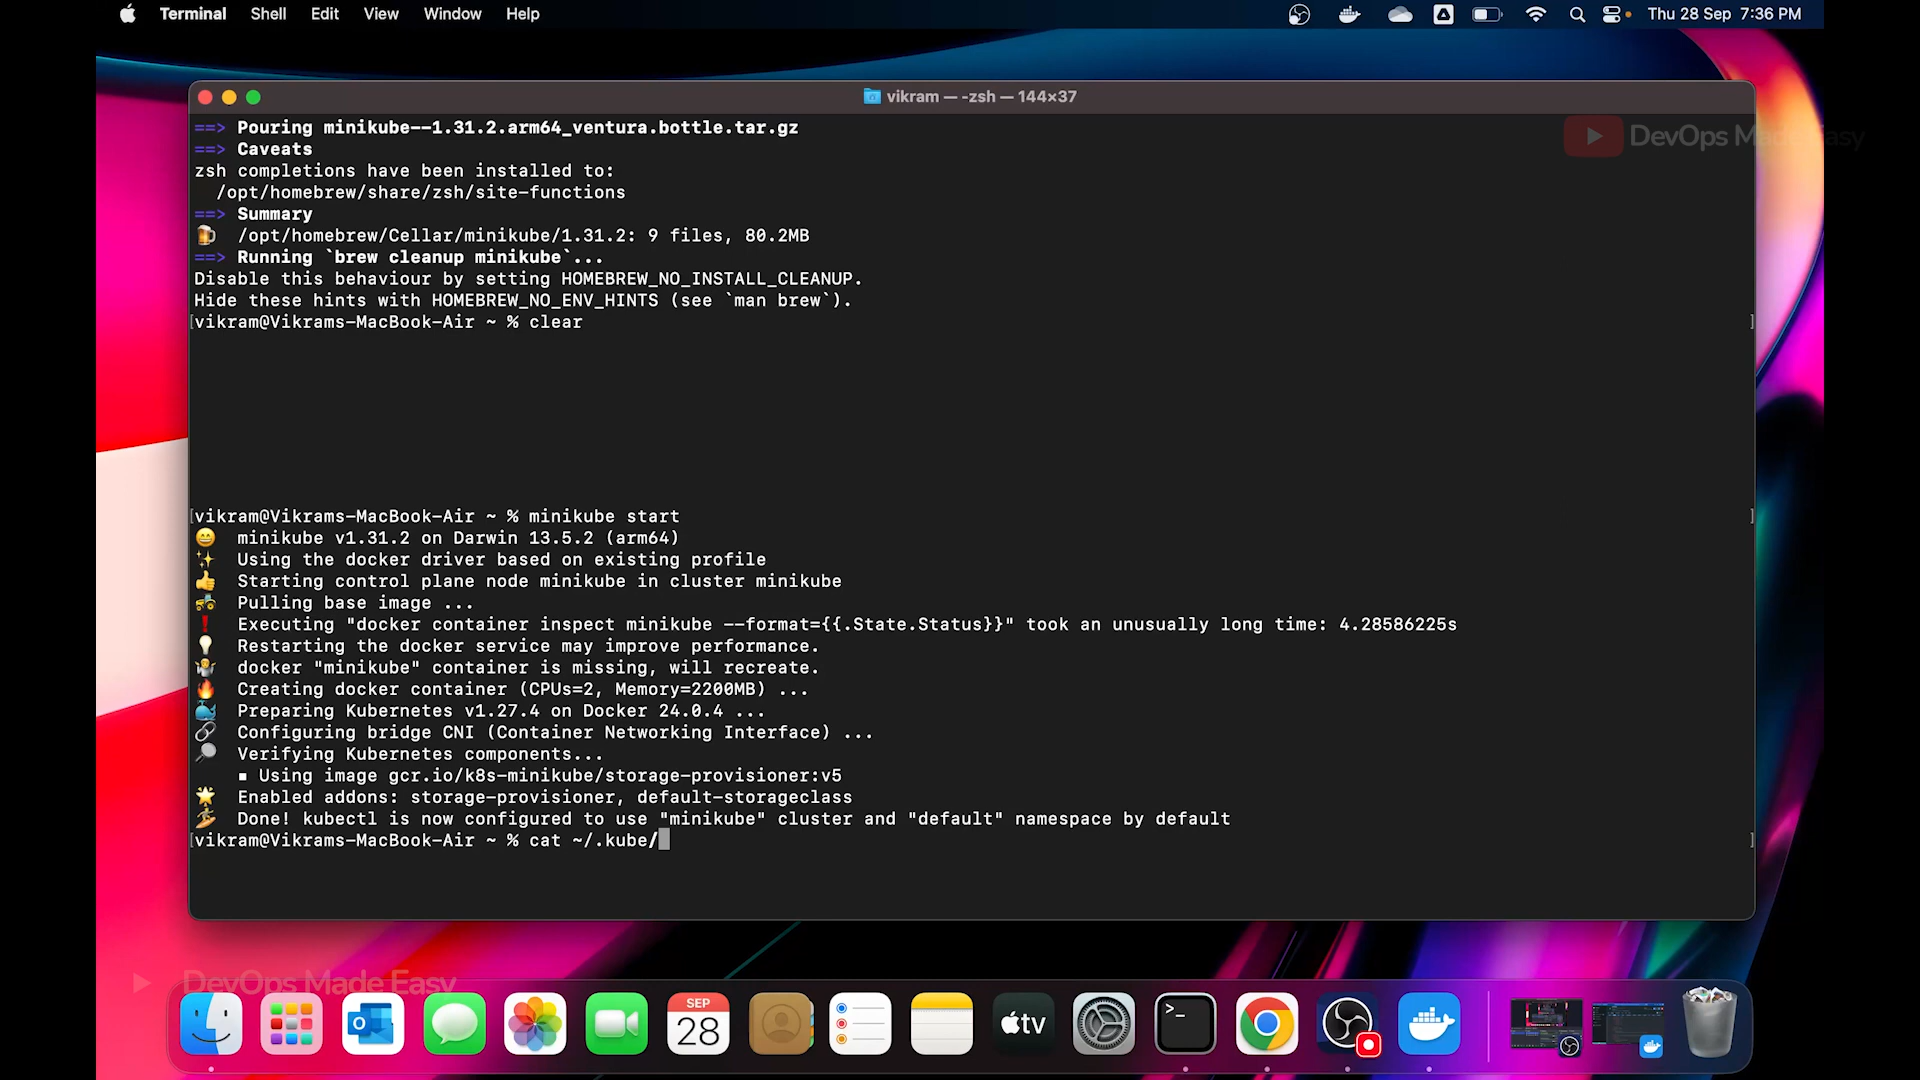 Terminal Shell Edit View Window Help Thu 28 Sep 7:36 PM
vikram — -zsh — 144×37
==> Pouring minikube--1.31.2.arm64_ventura.bottle.tar.gz
DevOps Made Easy
==> Caveats
zsh completions have been installed to:
/opt/homebrew/share/zsh/site-functions
==> Summary
/opt/homebrew/Cellar/minikube/1.31.2: 9 files, 80.2MB
==> Running `brew cleanup minikube`...
Disable this behaviour by setting HOMEBREW_NO_INSTALL_CLEANUP.
Hide these hints with HOMEBREW_NO_ENV_HINTS (see `man brew`).
[vikram@Vikrams-MacBook-Air ~ % clear ]
[vikram@Vikrams-MacBook-Air ~ % minikube start ]
😄 minikube v1.31.2 on Darwin 13.5.2 (arm64)
✨ Using the docker driver based on existing profile
👍 Starting control plane node minikube in cluster minikube
🚜 Pulling base image ...
❗ Executing "docker container inspect minikube --format={{.State.Status}}" took an unusually long time: 4.28586225s
💡 Restarting the docker service may improve performance.
🤷 docker "minikube" container is missing, will recreate.
🔥 Creating docker container (CPUs=2, Memory=2200MB) ...
🐳 Preparing Kubernetes v1.27.4 on Docker 24.0.4 ...
🔗 Configuring bridge CNI (Container Networking Interface) ...
🔎 Verifying Kubernetes components...
▪ Using image gcr.io/k8s-minikube/storage-provisioner:v5
🌟 Enabled addons: storage-provisioner, default-storageclass
🏄 Done! kubectl is now configured to use "minikube" cluster and "default" namespace by default
[vikram@Vikrams-MacBook-Air ~ % cat ~/.kube/ ]
DevOps Made Easy
SEP
28
tv